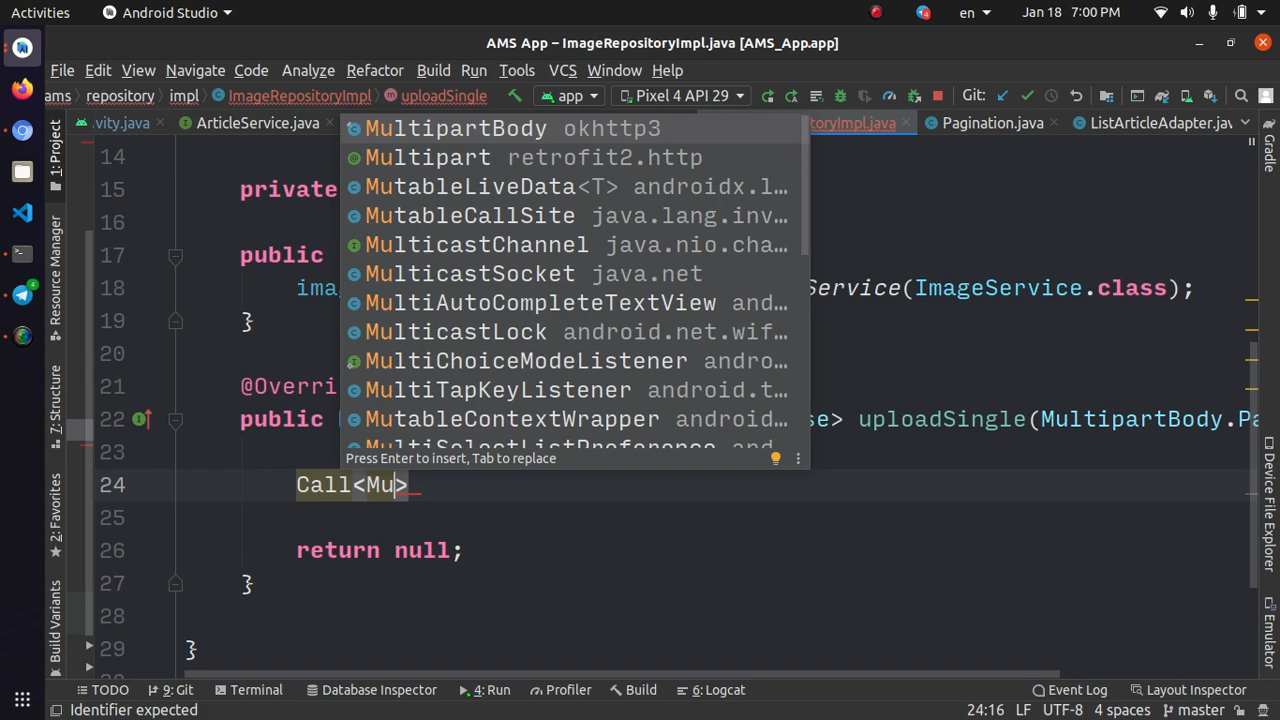 Activities Android Studio en Jan 18 7:00 PM
4
AMS App – ImageRepositoryImpl.java [AMS_App.app]
File Edit View Navigate Code Analyze Refactor Build Run Tools VCS Window Help
ams repository impl ImageRepositoryImpl uploadSingle app Pixel 4 API 29 Git:
.vity.java ArticleService.java toryImpl.java Pagination.java ListArticleAdapter.jav
1: Project
Resource Manager
7: Structure
2: Favorites
Build Variants
Gradle
Device File Explorer
Emulator
MultipartBody okhttp3
Multipart retrofit2.http
MutableLiveData<T> androidx.l...
MutableCallSite java.lang.inv...
MulticastChannel java.nio.cha...
MulticastSocket java.net
MultiAutoCompleteTextView and...
MulticastLock android.net.wif...
MultiChoiceModeListener andro...
MultiTapKeyListener android.t...
MutableContextWrapper android...
MultiSelectListPreference and...
Press Enter to insert, Tab to replace
14
15 private
16
17 public
18 ima Service(ImageService.class);
19 }
20
21 @Overri
22 public se> uploadSingle(MultipartBody.Pa
23
24 Call<Mu>
25
26 return null;
27 }
28
29 }
TODO 9: Git Terminal Database Inspector 4: Run Profiler Build 6: Logcat Event Log Layout Inspector
Identifier expected 24:16 LF UTF-8 4 spaces master